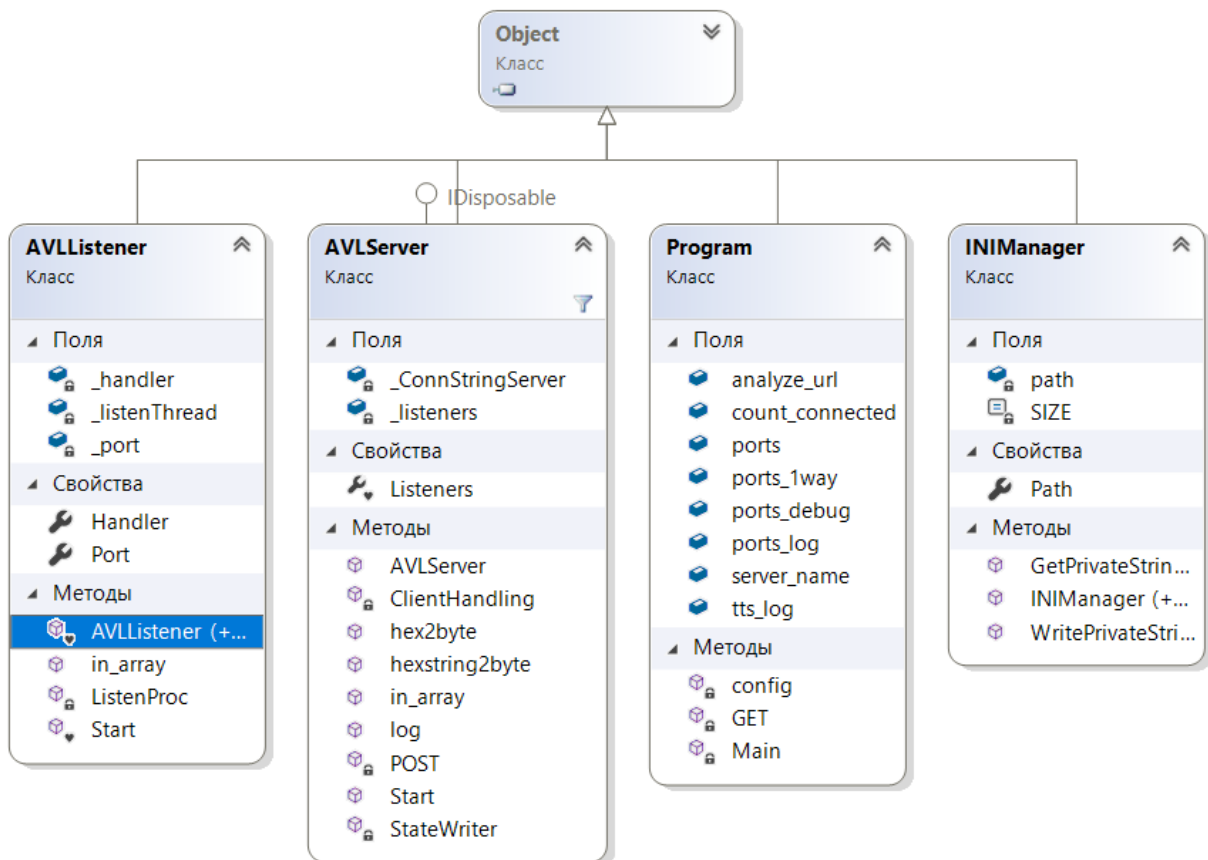 Object
Класс
IDisposable
AVLListener
Класс
Поля
_handler
_listenThread
_port
Свойства
Handler
Port
Методы
AVLListener (+...
in_array
ListenProc
Start
AVLServer
Класс
Поля
_ConnStringServer
_listeners
Свойства
Listeners
Методы
AVLServer
ClientHandling
hex2byte
hexstring2byte
in_array
log
POST
Start
StateWriter
Program
Класс
Поля
analyze_url
count_connected
ports
ports_1way
ports_debug
ports_log
server_name
tts_log
Методы
config
GET
Main
INIManager
Класс
Поля
path
SIZE
Свойства
Path
Методы
GetPrivateStrin...
INIManager (+...
WritePrivateStri...